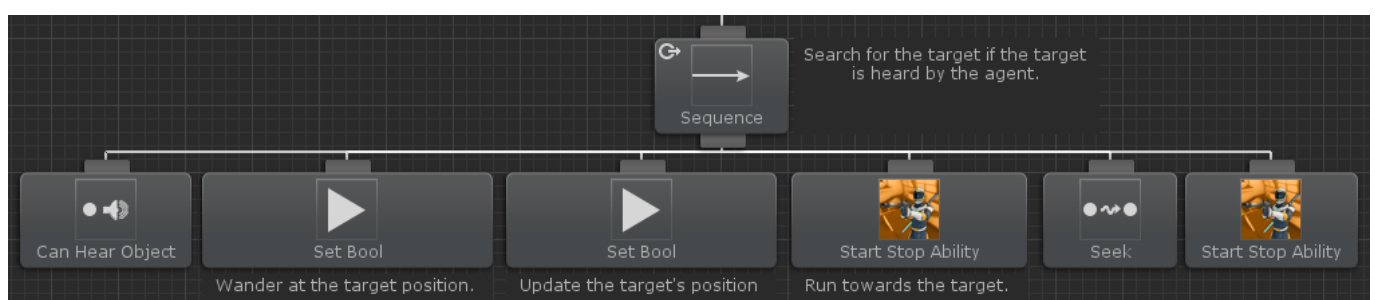 Search for the target if the target
is heard by the agent.
Sequence
Can Hear Object
Set Bool
Set Bool
Start Stop Ability
Seek
Start Stop Ability
Wander at the target position.
Update the target's position
Run towards the target.